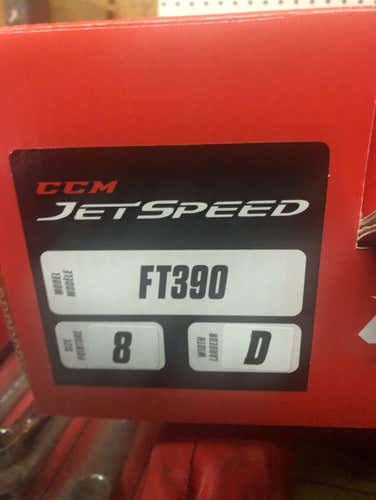 CCM
JETSPEED
MODEL
MODÈLE
FT390
SIZE
POINTURE
8
WIDTH
LARGEUR
D